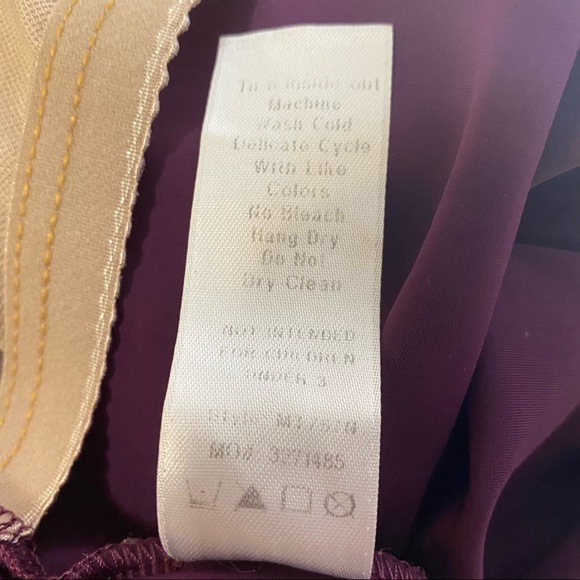 Turn inside out
Machine
Wash Cold
Delicate Cycle
With Like
Colors
No Bleach
Hang Dry
Do Not
Dry Clean
NOT INTENDED
FOR CHILDREN
UNDER 3
Style:
MO# 3371485